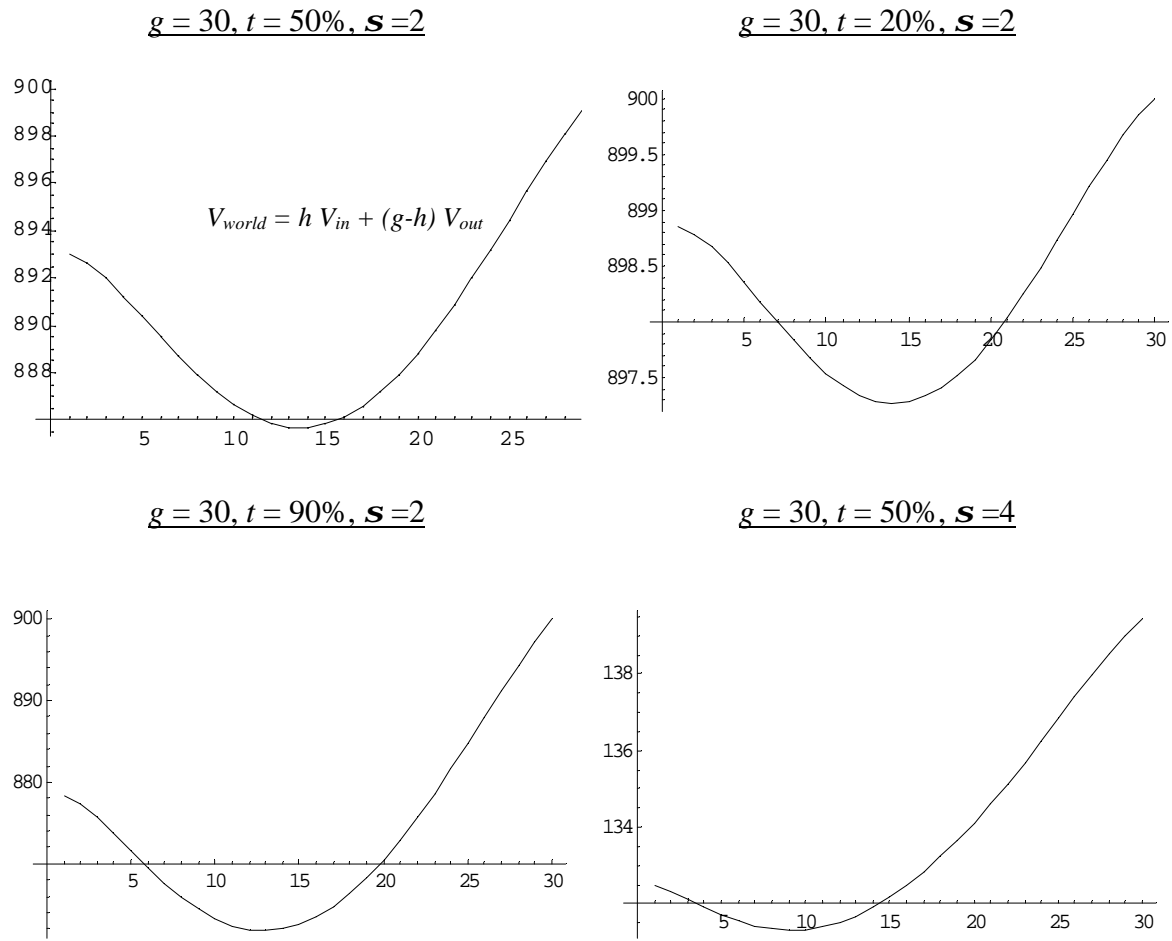 g = 30, t = 50%, s =2
900
898
896
894
892
890
888
V_world = h V_in + (g-h) V_out
5 10 15 20 25
g = 30, t = 20%, s =2
900
899.5
899
898.5
897.5
5 10 15 20 25 30
g = 30, t = 90%, s =2
900
890
880
5 10 15 20 25 30
g = 30, t = 50%, s =4
138
136
134
5 10 15 20 25 30